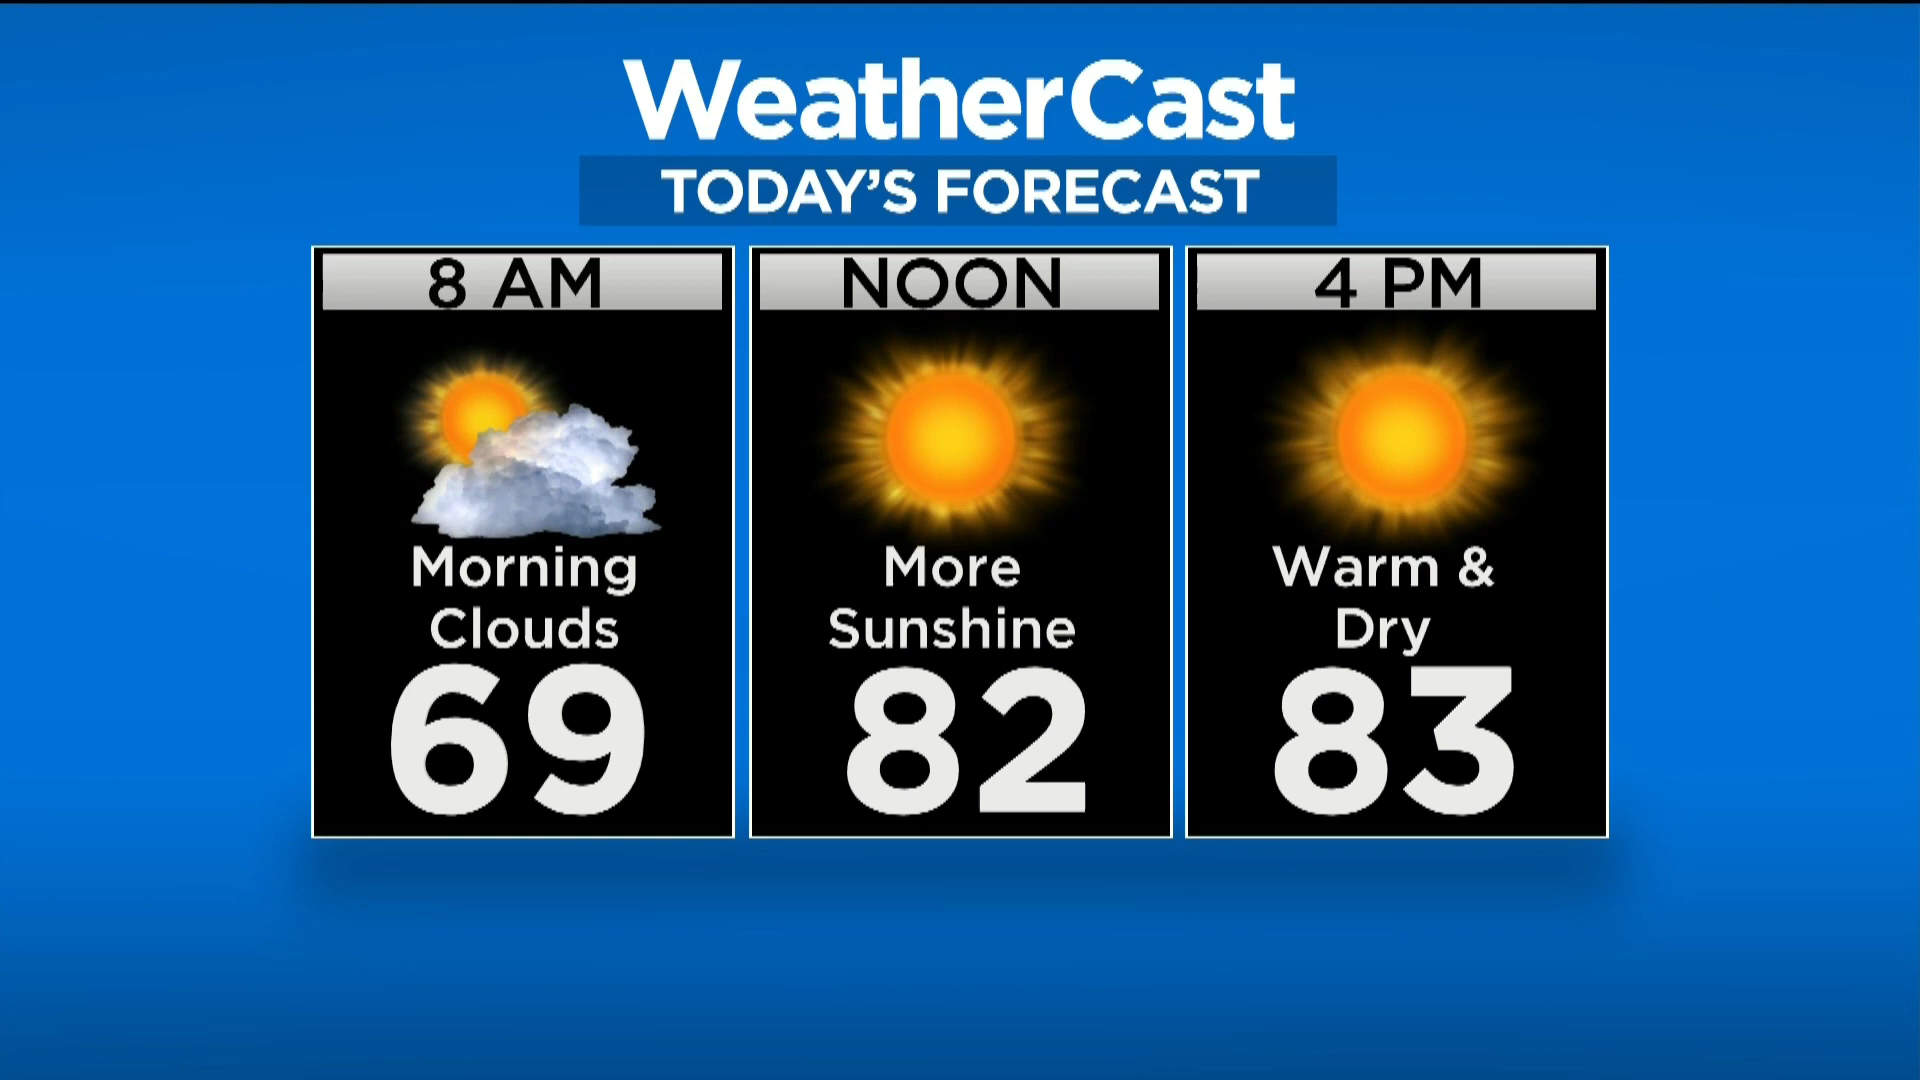 WeatherCast
TODAY'S FORECAST
8 AM
Morning
Clouds
69
NOON
More
Sunshine
82
4 PM
Warm &
Dry
83